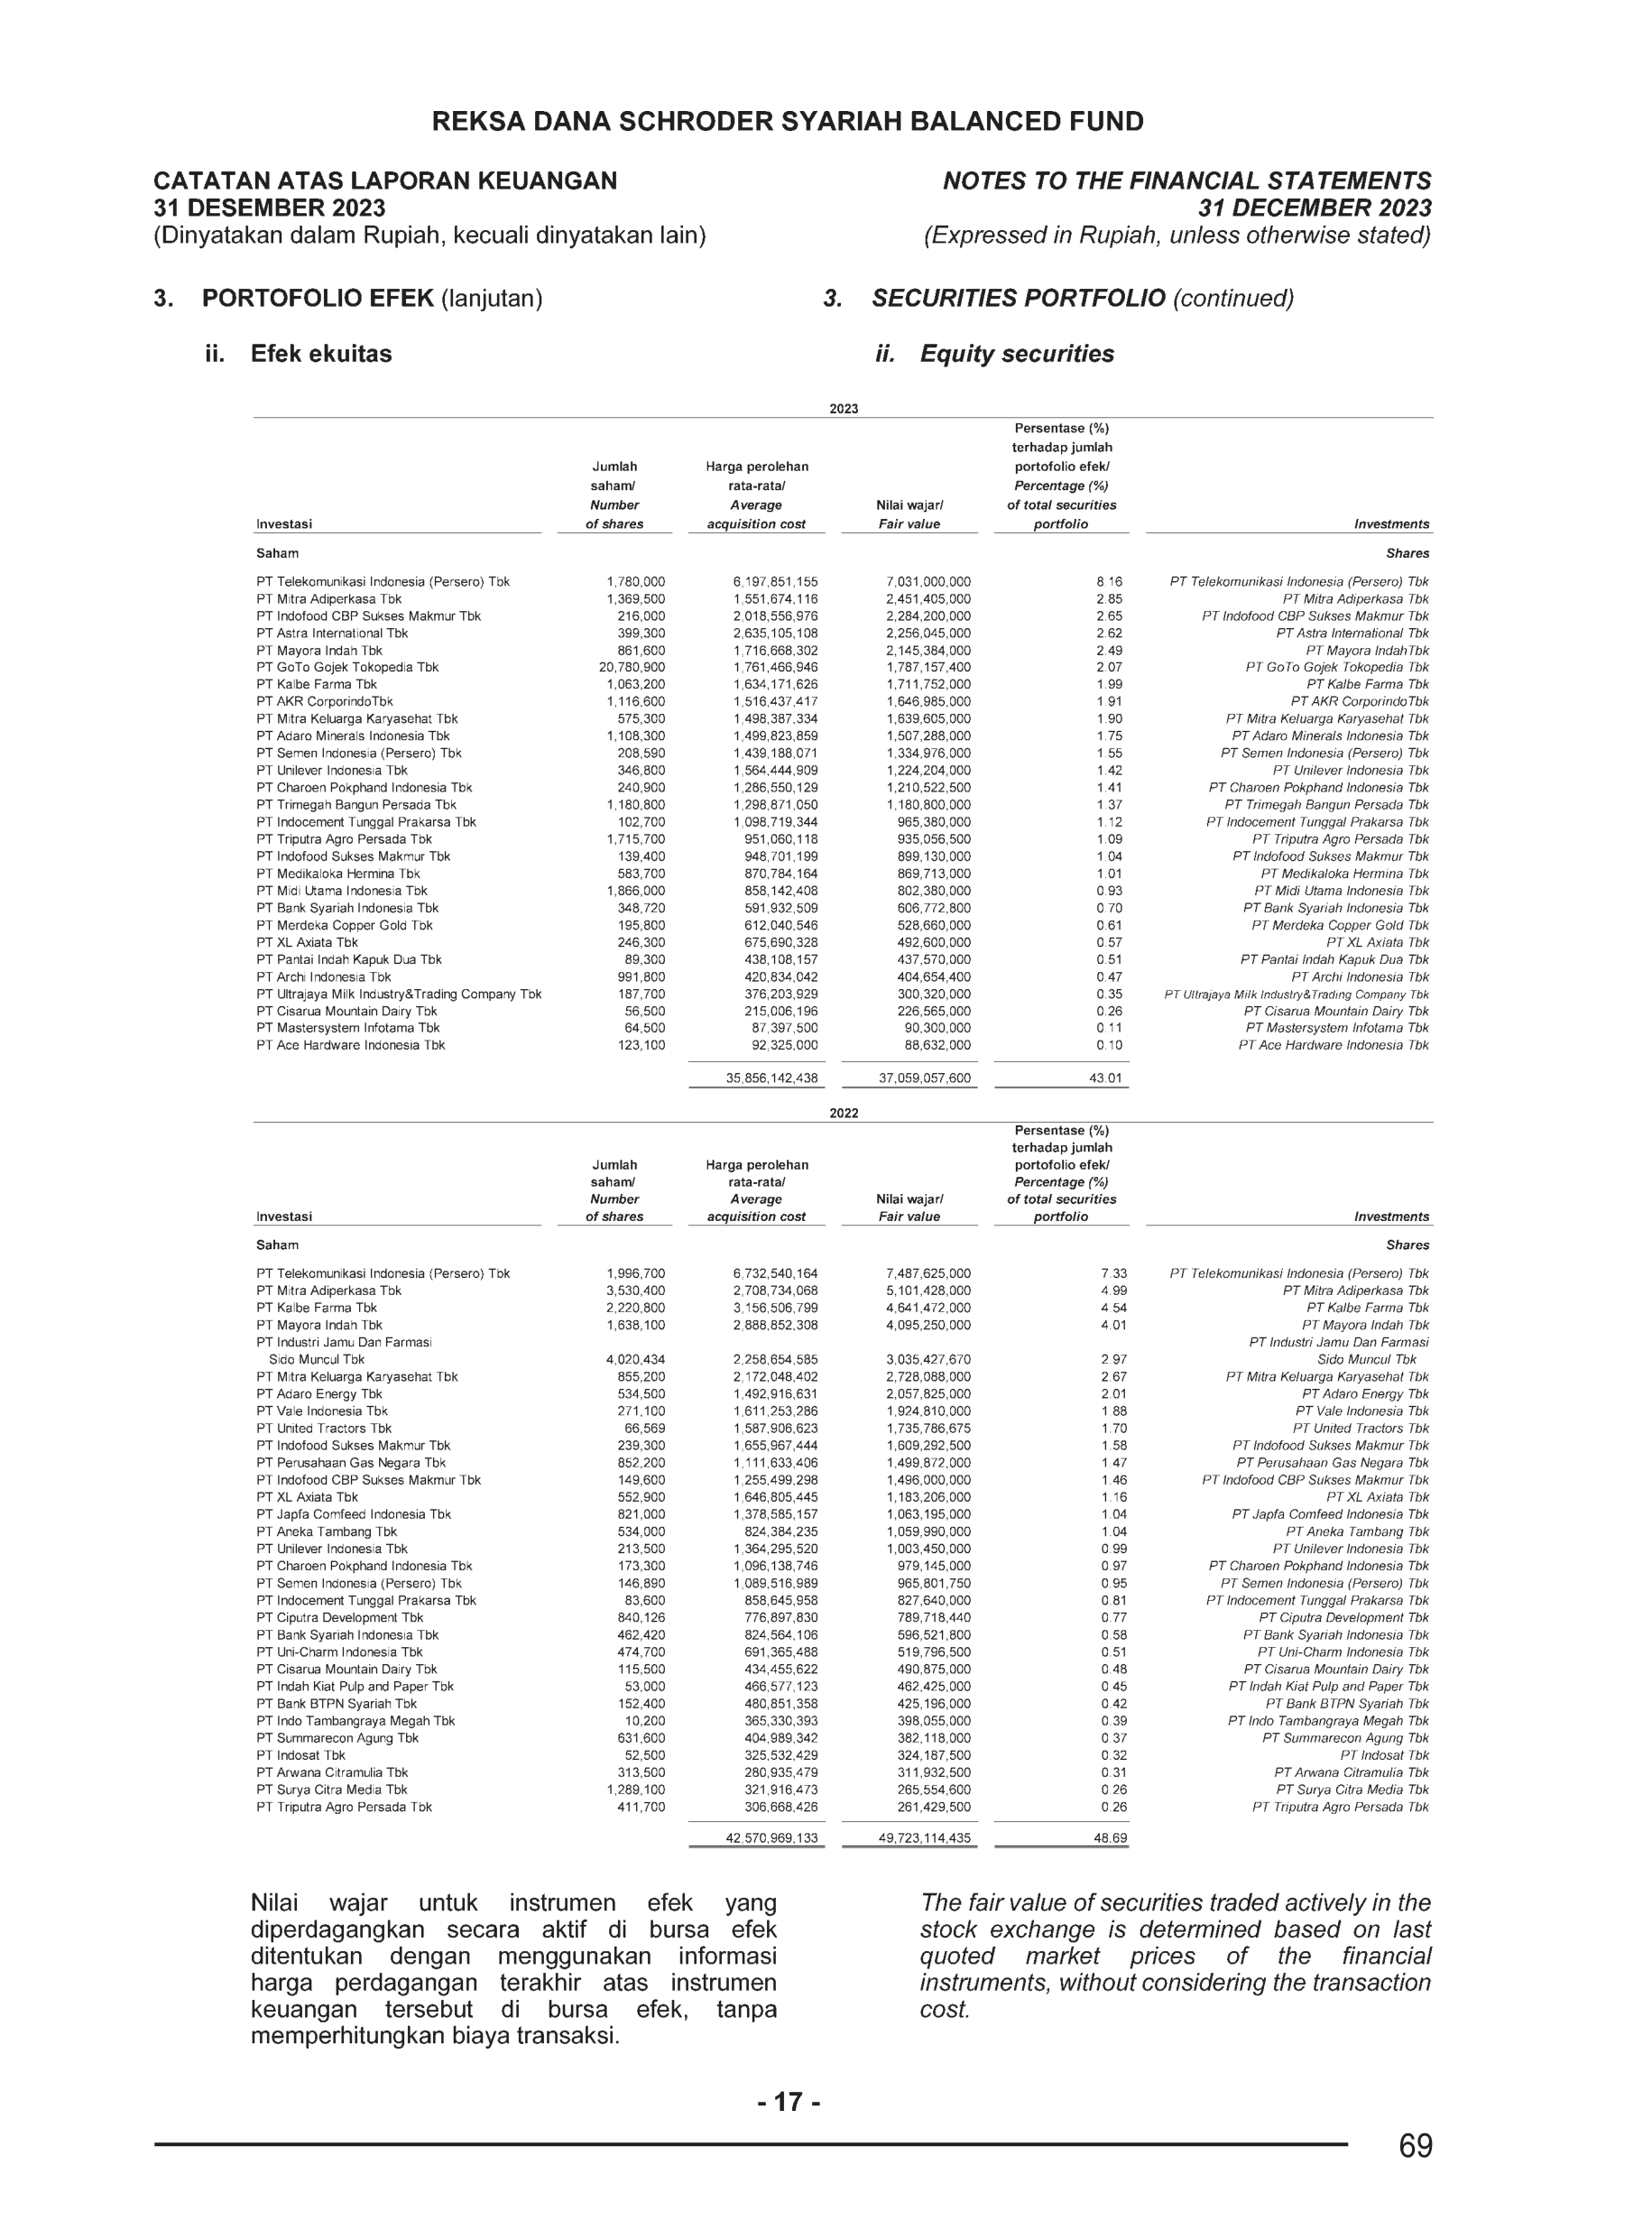 REKSA DANA SCHRODER SYARIAH BALANCED FUND
CATATAN ATAS LAPORAN KEUANGAN
31 DESEMBER 2023
(Dinyatakan dalam Rupiah, kecuali dinyatakan lain)
NOTES TO THE FINANCIAL STATEMENTS
31 DECEMBER 2023
(Expressed in Rupiah, unless otherwise stated)
3. PORTOFOLIO EFEK (lanjutan)
3. SECURITIES PORTFOLIO (continued)
ii. Efek ekuitas
ii. Equity securities
2023
Persentase (%)
terhadap jumlah
Jumlah Harga perolehan portofolio efek/
saham/ rata-rata/ Percentage (%)
Number Average Nilai wajar/ of total securities
Investasi of shares acquisition cost Fair value portfolio Investments
Saham Shares
PT Telekomunikasi Indonesia (Persero) Tbk 1,780,000 6,197,851,155 7,031,000,000 8.16 PT Telekomunikasi Indonesia (Persero) Tbk
PT Mitra Adiperkasa Tbk 1,369,500 1,551,674,116 2,451,405,000 2.85 PT Mitra Adiperkasa Tbk
PT Indofood CBP Sukses Makmur Tbk 216,000 2,018,556,976 2,284,200,000 2.65 PT Indofood CBP Sukses Makmur Tbk
PT Astra International Tbk 399,300 2,635,105,108 2,256,045,000 2.62 PT Astra International Tbk
PT Mayora Indah Tbk 861,600 1,716,668,302 2,145,384,000 2.49 PT Mayora IndahTbk
PT GoTo Gojek Tokopedia Tbk 20,780,900 1,761,466,946 1,787,157,400 2.07 PT GoTo Gojek Tokopedia Tbk
PT Kalbe Farma Tbk 1,063,200 1,634,171,626 1,711,752,000 1.99 PT Kalbe Farma Tbk
PT AKR CorporindoTbk 1,116,600 1,516,437,417 1,646,985,000 1.91 PT AKR CorporindoTbk
PT Mitra Keluarga Karyasehat Tbk 575,300 1,498,387,334 1,639,605,000 1.90 PT Mitra Keluarga Karyasehat Tbk
PT Adaro Minerals Indonesia Tbk 1,108,300 1,499,823,859 1,507,288,000 1.75 PT Adaro Minerals Indonesia Tbk
PT Semen Indonesia (Persero) Tbk 208,590 1,439,188,071 1,334,976,000 1.55 PT Semen Indonesia (Persero) Tbk
PT Unilever Indonesia Tbk 346,800 1,564,444,909 1,224,204,000 1.42 PT Unilever Indonesia Tbk
PT Charoen Pokphand Indonesia Tbk 240,900 1,286,550,129 1,210,522,500 1.41 PT Charoen Pokphand Indonesia Tbk
PT Trimegah Bangun Persada Tbk 1,180,800 1,298,871,050 1,180,800,000 1.37 PT Trimegah Bangun Persada Tbk
PT Indocement Tunggal Prakarsa Tbk 102,700 1,098,719,344 965,380,000 1.12 PT Indocement Tunggal Prakarsa Tbk
PT Triputra Agro Persada Tbk 1,715,700 951,060,118 935,056,500 1.09 PT Triputra Agro Persada Tbk
PT Indofood Sukses Makmur Tbk 139,400 948,701,199 899,130,000 1.04 PT Indofood Sukses Makmur Tbk
PT Medikaloka Hermina Tbk 583,700 870,784,164 869,713,000 1.01 PT Medikaloka Hermina Tbk
PT Midi Utama Indonesia Tbk 1,866,000 858,142,408 802,380,000 0.93 PT Midi Utama Indonesia Tbk
PT Bank Syariah Indonesia Tbk 348,720 591,932,509 606,772,800 0.70 PT Bank Syariah Indonesia Tbk
PT Merdeka Copper Gold Tbk 195,800 612,040,546 528,660,000 0.61 PT Merdeka Copper Gold Tbk
PT XL Axiata Tbk 246,300 675,690,328 492,600,000 0.57 PT XL Axiata Tbk
PT Pantai Indah Kapuk Dua Tbk 89,300 438,108,157 437,570,000 0.51 PT Pantai Indah Kapuk Dua Tbk
PT Archi Indonesia Tbk 991,800 420,834,042 404,654,400 0.47 PT Archi Indonesia Tbk
PT Ultrajaya Milk Industry&Trading Company Tbk 187,700 376,203,929 300,320,000 0.35 PT Ultrajaya Milk Industry&Trading Company Tbk
PT Cisarua Mountain Dairy Tbk 56,500 215,006,196 226,565,000 0.26 PT Cisarua Mountain Dairy Tbk
PT Mastersystem Infotama Tbk 64,500 87,397,500 90,300,000 0.11 PT Mastersystem Infotama Tbk
PT Ace Hardware Indonesia Tbk 123,100 92,325,000 88,632,000 0.10 PT Ace Hardware Indonesia Tbk
35,856,142,438 37,059,057,600 43.01
2022
Persentase (%)
terhadap jumlah
Jumlah Harga perolehan portofolio efek/
saham/ rata-rata/ Percentage (%)
Number Average Nilai wajar/ of total securities
Investasi of shares acquisition cost Fair value portfolio Investments
Saham Shares
PT Telekomunikasi Indonesia (Persero) Tbk 1,996,700 6,732,540,164 7,487,625,000 7.33 PT Telekomunikasi Indonesia (Persero) Tbk
PT Mitra Adiperkasa Tbk 3,530,400 2,708,734,068 5,101,428,000 4.99 PT Mitra Adiperkasa Tbk
PT Kalbe Farma Tbk 2,220,800 3,156,506,799 4,641,472,000 4.54 PT Kalbe Farma Tbk
PT Mayora Indah Tbk 1,638,100 2,888,852,308 4,095,250,000 4.01 PT Mayora Indah Tbk
PT Industri Jamu Dan Farmasi PT Industri Jamu Dan Farmasi
Sido Muncul Tbk 4,020,434 2,258,654,585 3,035,427,670 2.97 Sido Muncul Tbk
PT Mitra Keluarga Karyasehat Tbk 855,200 2,172,048,402 2,728,088,000 2.67 PT Mitra Keluarga Karyasehat Tbk
PT Adaro Energy Tbk 534,500 1,492,916,631 2,057,825,000 2.01 PT Adaro Energy Tbk
PT Vale Indonesia Tbk 271,100 1,611,253,286 1,924,810,000 1.88 PT Vale Indonesia Tbk
PT United Tractors Tbk 66,569 1,587,906,623 1,735,786,675 1.70 PT United Tractors Tbk
PT Indofood Sukses Makmur Tbk 239,300 1,655,967,444 1,609,292,500 1.58 PT Indofood Sukses Makmur Tbk
PT Perusahaan Gas Negara Tbk 852,200 1,111,633,406 1,499,872,000 1.47 PT Perusahaan Gas Negara Tbk
PT Indofood CBP Sukses Makmur Tbk 149,600 1,255,499,298 1,496,000,000 1.46 PT Indofood CBP Sukses Makmur Tbk
PT XL Axiata Tbk 552,900 1,646,805,445 1,183,206,000 1.16 PT XL Axiata Tbk
PT Japfa Comfeed Indonesia Tbk 821,000 1,378,585,157 1,063,195,000 1.04 PT Japfa Comfeed Indonesia Tbk
PT Aneka Tambang Tbk 534,000 824,384,235 1,059,990,000 1.04 PT Aneka Tambang Tbk
PT Unilever Indonesia Tbk 213,500 1,364,295,520 1,003,450,000 0.99 PT Unilever Indonesia Tbk
PT Charoen Pokphand Indonesia Tbk 173,300 1,096,138,746 979,145,000 0.97 PT Charoen Pokphand Indonesia Tbk
PT Semen Indonesia (Persero) Tbk 146,890 1,089,516,989 965,801,750 0.95 PT Semen Indonesia (Persero) Tbk
PT Indocement Tunggal Prakarsa Tbk 83,600 858,645,958 827,640,000 0.81 PT Indocement Tunggal Prakarsa Tbk
PT Ciputra Development Tbk 840,126 776,897,830 789,718,440 0.77 PT Ciputra Development Tbk
PT Bank Syariah Indonesia Tbk 462,420 824,564,106 596,521,800 0.58 PT Bank Syariah Indonesia Tbk
PT Uni-Charm Indonesia Tbk 474,700 691,365,488 519,796,500 0.51 PT Uni-Charm Indonesia Tbk
PT Cisarua Mountain Dairy Tbk 115,500 434,455,622 490,875,000 0.48 PT Cisarua Mountain Dairy Tbk
PT Indah Kiat Pulp and Paper Tbk 53,000 466,577,123 462,425,000 0.45 PT Indah Kiat Pulp and Paper Tbk
PT Bank BTPN Syariah Tbk 152,400 480,851,358 425,196,000 0.42 PT Bank BTPN Syariah Tbk
PT Indo Tambangraya Megah Tbk 10,200 365,330,393 398,055,000 0.39 PT Indo Tambangraya Megah Tbk
PT Summarecon Agung Tbk 631,600 404,989,342 382,118,000 0.37 PT Summarecon Agung Tbk
PT Indosat Tbk 52,500 325,532,429 324,187,500 0.32 PT Indosat Tbk
PT Arwana Citramulia Tbk 313,500 280,935,479 311,932,500 0.31 PT Arwana Citramulia Tbk
PT Surya Citra Media Tbk 1,289,100 321,916,473 265,554,600 0.26 PT Surya Citra Media Tbk
PT Triputra Agro Persada Tbk 411,700 306,668,426 261,429,500 0.26 PT Triputra Agro Persada Tbk
42,570,969,133 49,723,114,435 48.69
Nilai wajar untuk instrumen efek yang
diperdagangkan secara aktif di bursa efek
ditentukan dengan menggunakan informasi
harga perdagangan terakhir atas instrumen
keuangan tersebut di bursa efek, tanpa
memperhitungkan biaya transaksi.
The fair value of securities traded actively in the
stock exchange is determined based on last
quoted market prices of the financial
instruments, without considering the transaction
cost.
- 17 -
69